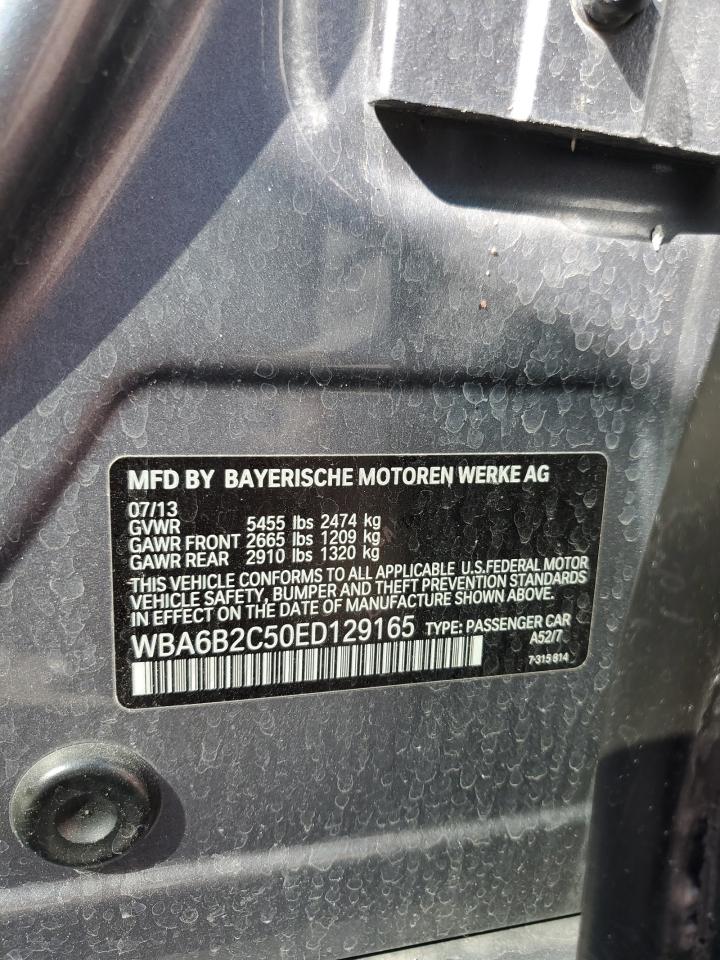 MFD BY BAYERISCHE MOTOREN WERKE AG
07/13
GVWR 5455 lbs 2474 kg
GAWR FRONT 2665 lbs 1209 kg
GAWR REAR 2910 lbs 1320 kg
THIS VEHICLE CONFORMS TO ALL APPLICABLE U.S.FEDERAL MOTOR
VEHICLE SAFETY, BUMPER AND THEFT PREVENTION STANDARDS
IN EFFECT ON THE DATE OF MANUFACTURE SHOWN ABOVE.
WBA6B2C50ED129165 TYPE: PASSENGER CAR
A52/7
7-315 814